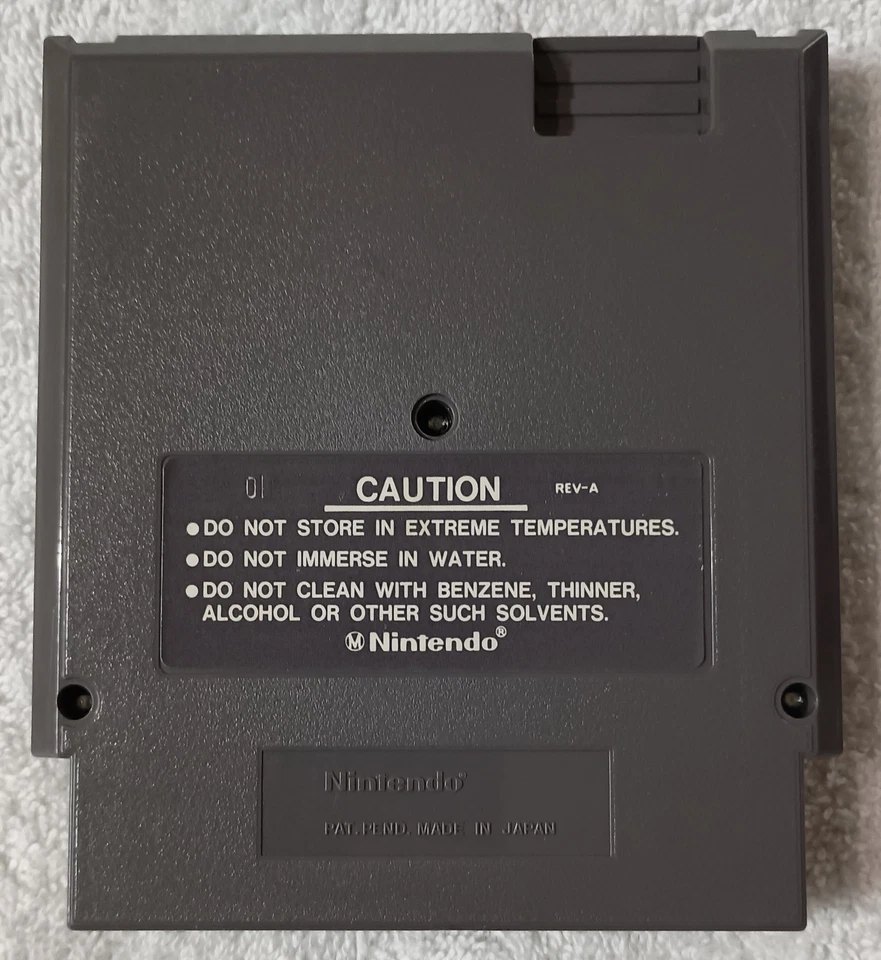 01 CAUTION REV-A
●DO NOT STORE IN EXTREME TEMPERATURES.
●DO NOT IMMERSE IN WATER.
●DO NOT CLEAN WITH BENZENE, THINNER,
ALCOHOL OR OTHER SUCH SOLVENTS.
Ⓜ Nintendo®
Nintendo®
PAT. PEND. MADE IN JAPAN